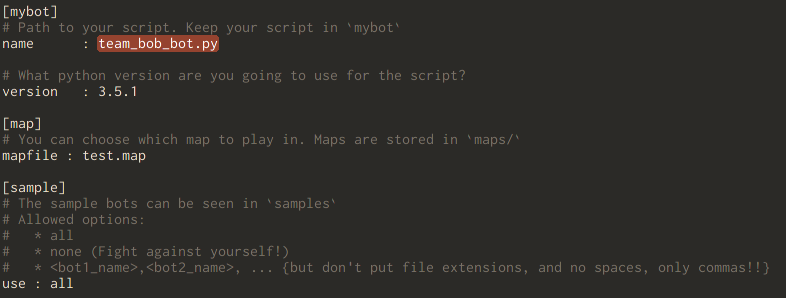 [mybot]
# Path to your script. Keep your script in `mybot`
name      : team_bob_bot.py
# What python version are you going to use for the script?
version   : 3.5.1
[map]
# You can choose which map to play in. Maps are stored in `maps/`
mapfile : test.map
[sample]
# The sample bots can be seen in `samples`
# Allowed options:
#   * all
#   * none (Fight against yourself!)
#   * <bot1_name>,<bot2_name>, ... {but don't put file extensions, and no spaces, only commas!!}
use : all